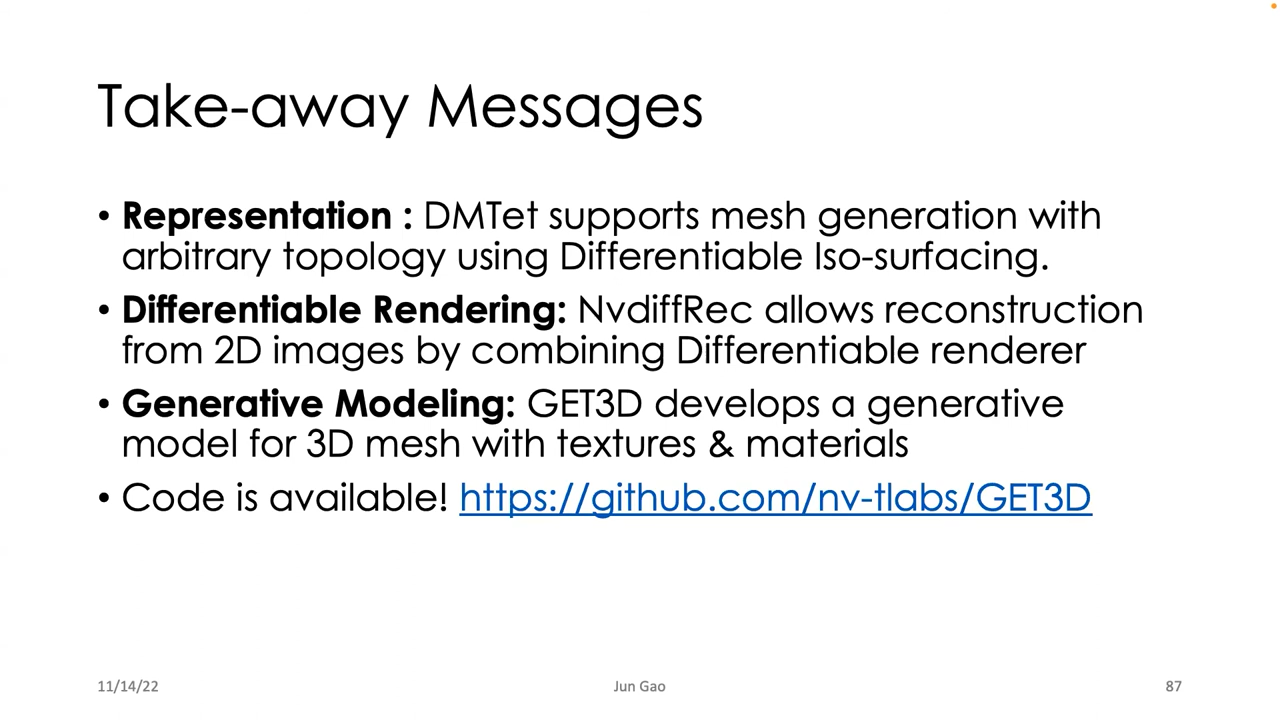 Take-away Messages
• Representation : DMTet supports mesh generation with
arbitrary topology using Differentiable Iso-surfacing.
• Differentiable Rendering: NvdiffRec allows reconstruction
from 2D images by combining Differentiable renderer
• Generative Modeling: GET3D develops a generative
model for 3D mesh with textures & materials
• Code is available! https://github.com/nv-tlabs/GET3D
11/14/22
Jun Gao
87